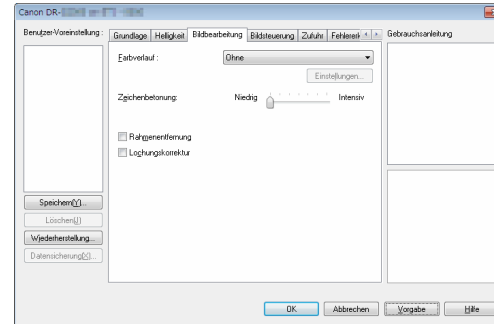 Canon DR-
Benutzer-Voreinstellung :
Grundlage Helligkeit Bildbearbeitung Bildsteuerung Zufuhr
Gebrauchsanleitung
Farbverlauf :
Ohne
Einstellungen...
Zeichenbetonung:
Niedrig
Intensiv
Rahmenentfernung
Lochungskorrektur
Speichern(Y)...
Löschen(J)
Wiederherstellung...
Datensicherung(X)...
OK Abbrechen Vorgabe Hilfe